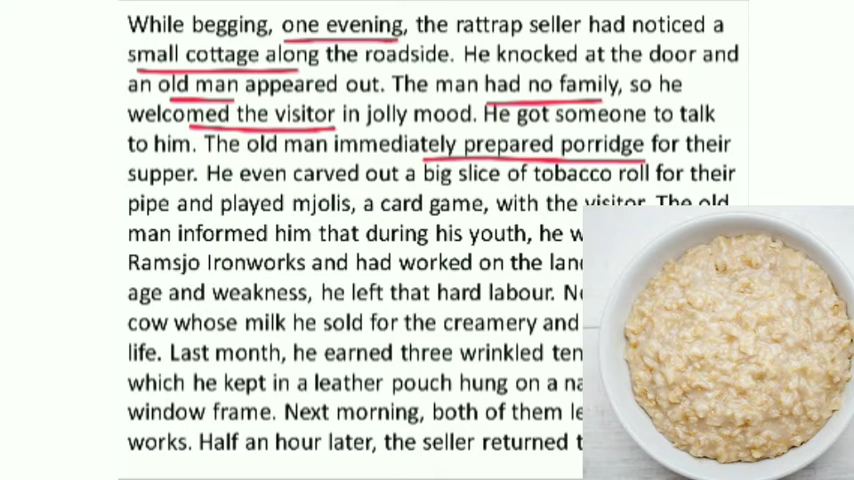 While begging, one evening, the rattrap seller had noticed a
small cottage along the roadside. He knocked at the door and
an old man appeared out. The man had no family, so he
welcomed the visitor in jolly mood. He got someone to talk
to him. The old man immediately prepared porridge for their
supper. He even carved out a big slice of tobacco roll for their
pipe and played mjolis, a card game, with the visitor. The old
man informed him that during his youth, he
Ramsjo Ironworks and had worked on the
age and weakness, he left that hard labour.
cow whose milk he sold for the creamery and
life. Last month, he earned three wrinkled ten
which he kept in a leather pouch hung on a
window frame. Next morning, both of them
works. Half an hour later, the seller returned